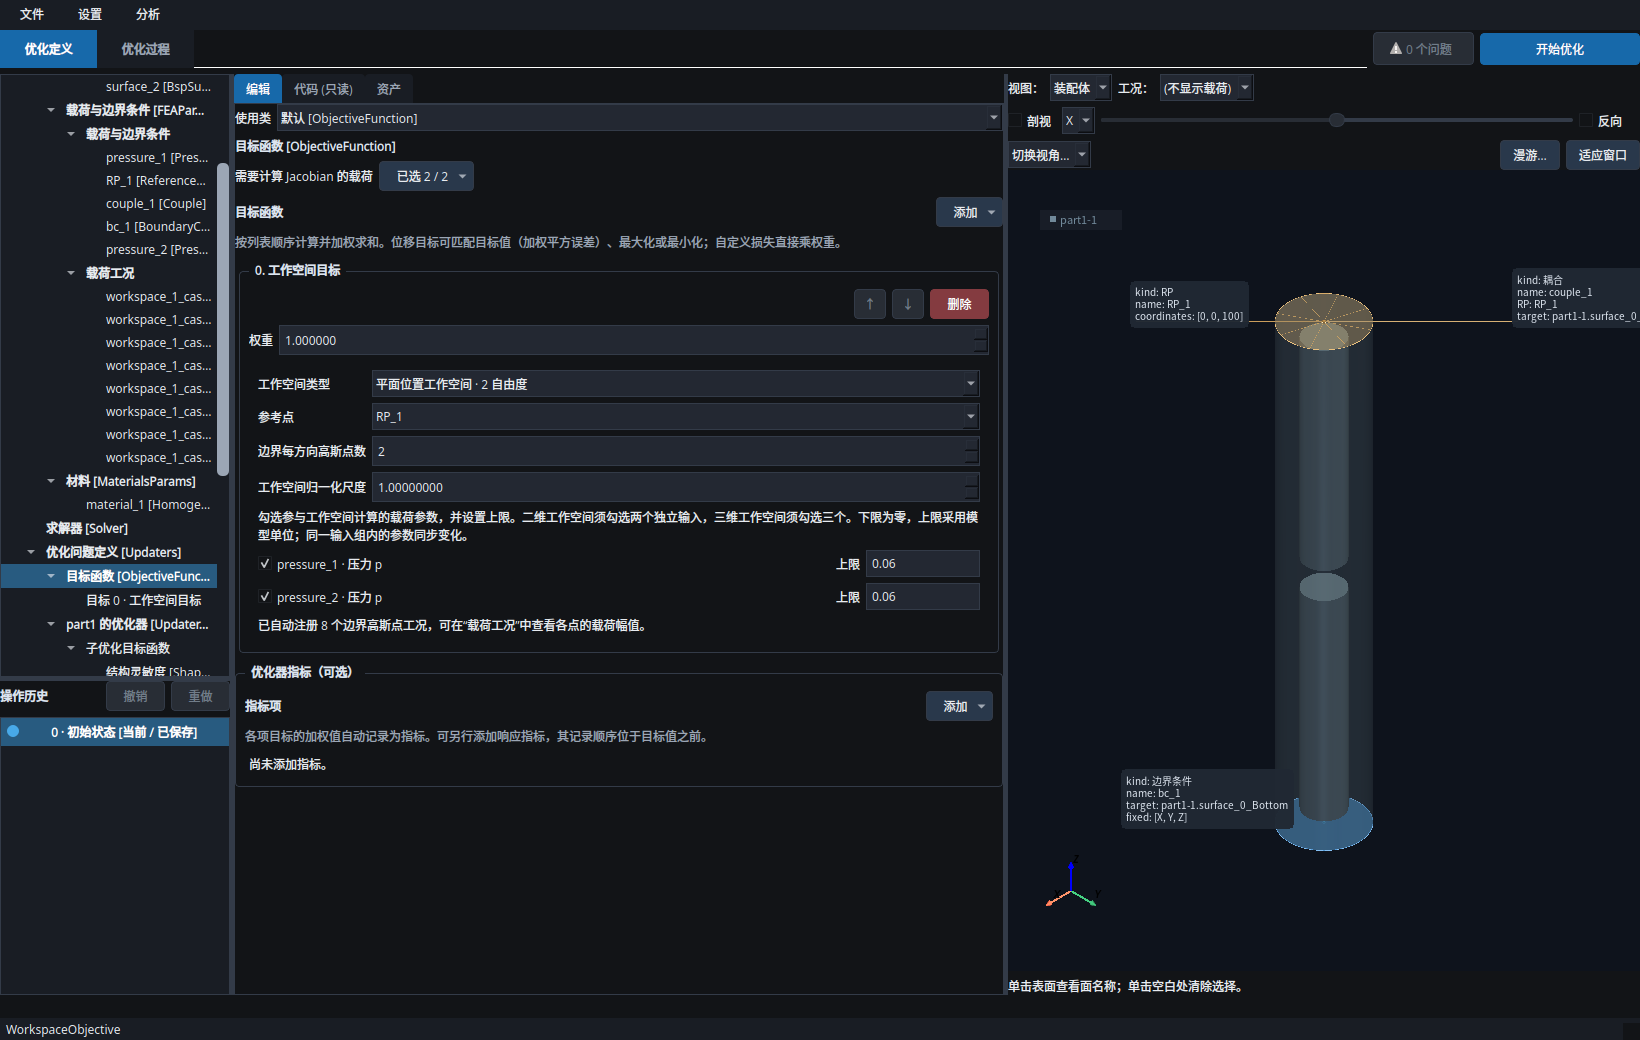 文件 设置 分析
优化定义 优化过程 0 个问题 开始优化
surface_2 [BspSu...
载荷与边界条件 [FEAPar...
载荷与边界条件
pressure_1 [Pres...
RP_1 [Reference...
couple_1 [Couple]
bc_1 [BoundaryC...
pressure_2 [Pres...
载荷工况
workspace_1_cas...
workspace_1_cas...
workspace_1_cas...
workspace_1_cas...
workspace_1_cas...
workspace_1_cas...
workspace_1_cas...
workspace_1_cas...
材料 [MaterialsParams]
material_1 [Homoge...
求解器 [Solver]
优化问题定义 [Updaters]
目标函数 [ObjectiveFunc...
目标 0 · 工作空间目标
part1 的优化器 [Updater...
子优化目标函数
结构灵敏度 [Shap...
操作历史 撤销 重做
0 · 初始状态 [当前 / 已保存]
编辑 代码 (只读) 资产
使用类 默认 [ObjectiveFunction]
目标函数 [ObjectiveFunction]
需要计算 Jacobian 的载荷 已选 2 / 2
目标函数 添加
按列表顺序计算并加权求和。位移目标可匹配目标值（加权平方误差）、最大化或最小化；自定义损失直接乘权重。
0. 工作空间目标
↑ ↓ 删除
权重 1.000000
工作空间类型 平面位置工作空间 · 2 自由度
参考点 RP_1
边界每方向高斯点数 2
工作空间归一化尺度 1.00000000
勾选参与工作空间计算的载荷参数，并设置上限。二维工作空间须勾选两个独立输入，三维工作空间须勾选三个。下限为零，上限采用模
型单位；同一输入组内的参数同步变化。
pressure_1 · 压力 p 上限 0.06
pressure_2 · 压力 p 上限 0.06
已自动注册 8 个边界高斯点工况，可在“载荷工况”中查看各点的载荷幅值。
优化器指标（可选）
指标项 添加
各项目标的加权值自动记录为指标。可另行添加响应指标，其记录顺序位于目标值之前。
尚未添加指标。
视图： 装配体 工况： (不显示载荷)
剖视 X 反向
切换视角... 漫游... 适应窗口
part1-1
kind: RP
name: RP_1
coordinates: [0, 0, 100]
kind: 耦合
name: couple_1
RP: RP_1
target: part1-1.surface_0_
kind: 边界条件
name: bc_1
target: part1-1.surface_0_Bottom
fixed: [X, Y, Z]
Z
X
Y
单击表面查看面名称；单击空白处清除选择。
WorkspaceObjective